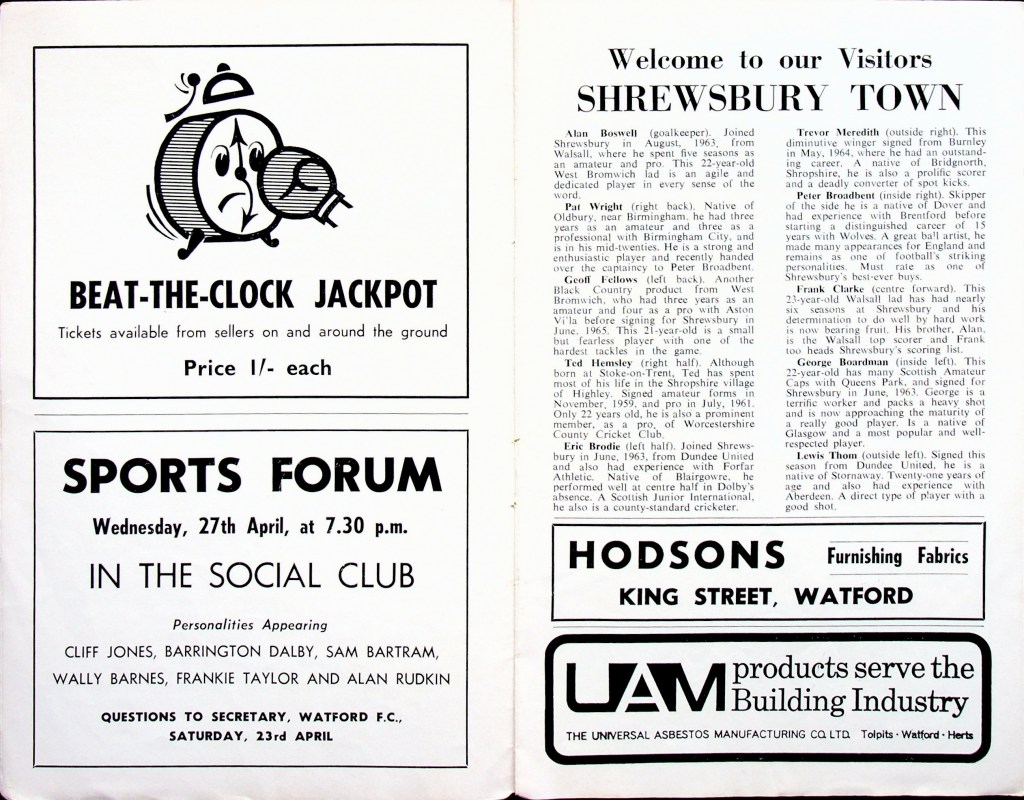 BEAT-THE-CLOCK JACKPOT
Tickets available from sellers on and around the ground
Price 1/- each
SPORTS FORUM
Wednesday, 27th April, at 7.30 p.m.
IN THE SOCIAL CLUB
Personalities Appearing
CLIFF JONES, BARRINGTON DALBY, SAM BARTRAM,
WALLY BARNES, FRANKIE TAYLOR AND ALAN RUDKIN
QUESTIONS TO SECRETARY, WATFORD F.C.,
SATURDAY, 23rd APRIL
Welcome to our Visitors
SHREWSBURY TOWN
Alan Boswell (goalkeeper). Joined
Shrewsbury in August, 1963, from
Walsall, where he spent five seasons as
an amateur and pro. This 22-year-old
West Bromwich lad is an agile and
dedicated player in every sense of the
word.
Pat Wright (right back). Native of
Oldbury, near Birmingham, he had three
years as an amateur and three as a
professional with Birmingham City, and
is in his mid-twenties. He is a strong and
enthusiastic player and recently handed
over the captaincy to Peter Broadbent.
Geoff Fellows (left back). Another
Black Country product from West
Bromwich, who had three years as an
amateur and four as a pro with Aston
Vi'la before signing for Shrewsbury in
June, 1965. This 21-year-old is a small
but fearless player with one of the
hardest tackles in the game.
Ted Hemsley (right half). Although
born at Stoke-on-Trent, Ted has spent
most of his life in the Shropshire village
of Highley. Signed amateur forms in
November, 1959, and pro in July, 1961.
Only 22 years old, he is also a prominent
member, as a pro, of Worcestershire
County Cricket Club.
Eric Brodie (left half). Joined Shrews-
bury in June, 1963, from Dundee United
and also had experience with Forfar
Athletic. Native of Blairgowre, he
performed well at centre half in Dolby's
absence. A Scottish Junior International,
he also is a county-standard cricketer.
Trevor Meredith (outside right). This
diminutive winger signed from Burnley
in May, 1964, where he had an outstand-
ing career. A native of Bridgnorth,
Shropshire, he is also a prolific scorer
and a deadly converter of spot kicks.
Peter Broadbent (inside right). Skipper
of the side he is a native of Dover and
had experience with Brentford before
starting a distinguished career of 15
years with Wolves. A great ball artist, he
made many appearances for England and
remains as one of football's striking
personalities. Must rate as one of
Shrewsbury's best-ever buys.
Frank Clarke (centre forward). This
23-year-old Walsall lad has had nearly
six seasons at Shrewsbury and his
determination to do well by hard work
is now bearing fruit. His brother, Alan,
is the Walsall top scorer and Frank
too heads Shrewsbury's scoring list.
George Boardman (inside left). This
22-year-old has many Scottish Amateur
Caps with Queens Park, and signed for
Shrewsbury in June, 1963. George is a
terrific worker and packs a heavy shot
and is now approaching the maturity of
a really good player. Is a native of
Glasgow and a most popular and well-
respected player.
Lewis Thom (outside left). Signed this
season from Dundee United, he is a
native of Stornaway. Twenty-one years of
age and also had experience with
Aberdeen. A direct type of player with a
good shot.
HODSONS Furnishing Fabrics
KING STREET, WATFORD
UAM products serve the
Building Industry
THE UNIVERSAL ASBESTOS MANUFACTURING CO. LTD. Tolpits · Watford · Herts